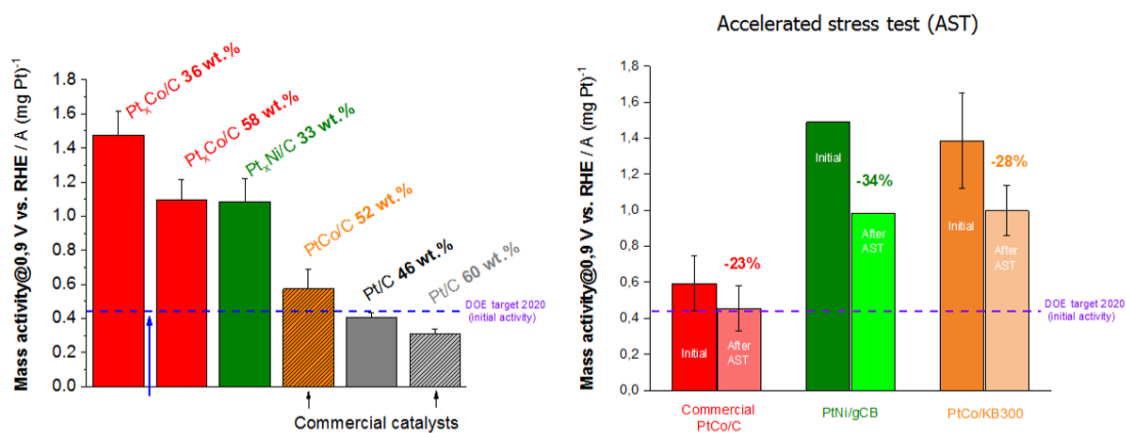 Accelerated stress test (AST)
Mass activity@0,9 V vs. RHE / A (mg Pt)⁻¹
1.8
1.6
1.4
1.2
1.0
0.8
0.6
0.4
0.2
0.0
PtₓCo/C 36 wt.%
PtₓCo/C 58 wt.%
PtₓNi/C 33 wt.%
PtCo/C 52 wt.%
Pt/C 46 wt.%
Pt/C 60 wt.%
DOE target 2020
(initial activity)
Commercial catalysts
Mass activity@0,9 V vs. RHE / A (mg Pt)⁻¹
1,8
1,6
1,4
1,2
1,0
0,8
0,6
0,4
0,2
0,0
-23%
-34%
-28%
Initial
After
AST
Initial
After
AST
Initial
After
AST
DOE target 2020
(initial activity)
Commercial
PtCo/C
PtNi/gCB
PtCo/KB300